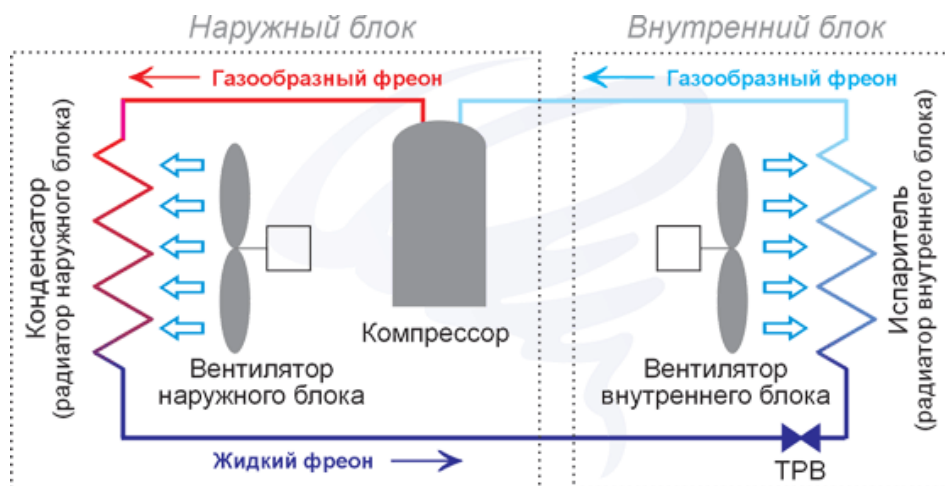 Наружный блок
Внутренний блок
Газообразный фреон
Газообразный фреон
Конденсатор
(радиатор наружного блока)
Компрессор
Вентилятор
наружного блока
Вентилятор
внутреннего блока
Испаритель
(радиатор внутреннего блока)
Жидкий фреон
ТРВ